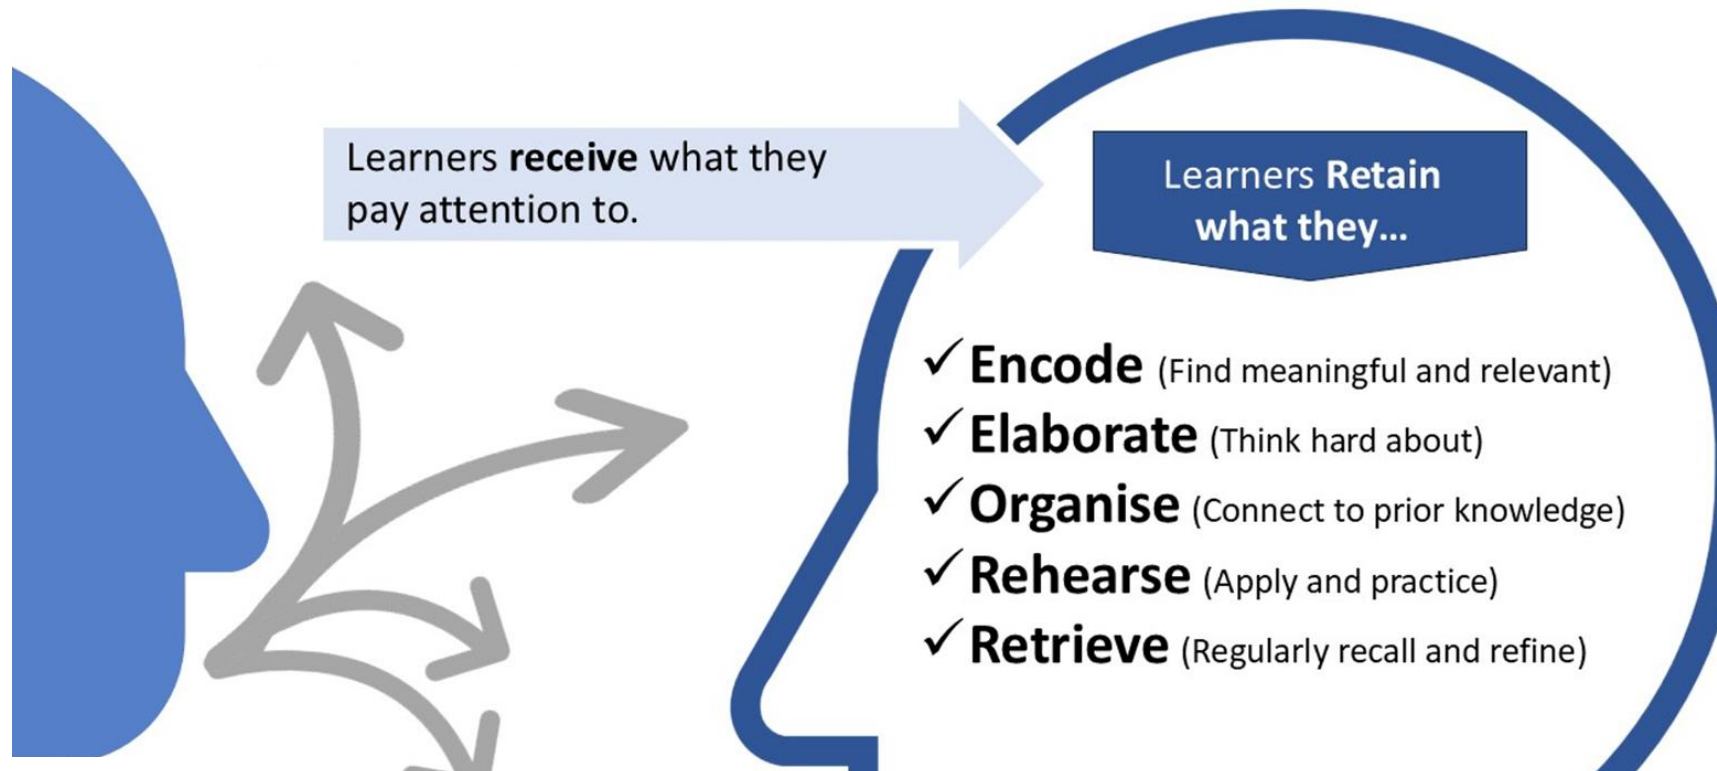 Learners receive what they
pay attention to.
Learners Retain
what they...
✓ Encode (Find meaningful and relevant)
✓ Elaborate (Think hard about)
✓ Organise (Connect to prior knowledge)
✓ Rehearse (Apply and practice)
✓ Retrieve (Regularly recall and refine)